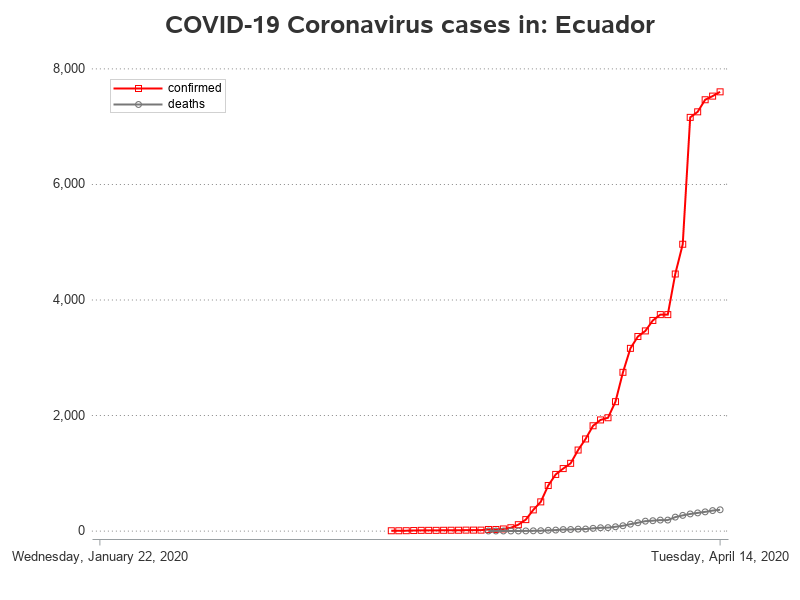 COVID-19 Coronavirus cases in: Ecuador
8,000
confirmed
deaths
6,000
4,000
2,000
0
Wednesday, January 22, 2020
Tuesday, April 14, 2020